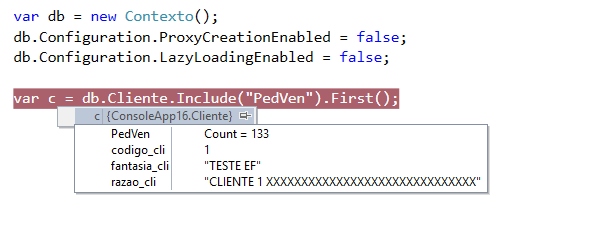 var db = new Contexto();
db.Configuration.ProxyCreationEnabled = false;
db.Configuration.LazyLoadingEnabled = false;
var c = db.Cliente.Include("PedVen").First();
c {ConsoleApp16.Cliente}
PedVen Count = 133
codigo_cli 1
fantasia_cli "TESTE EF"
razao_cli "CLIENTE 1 XXXXXXXXXXXXXXXXXXXXXXXXXXXXXX"